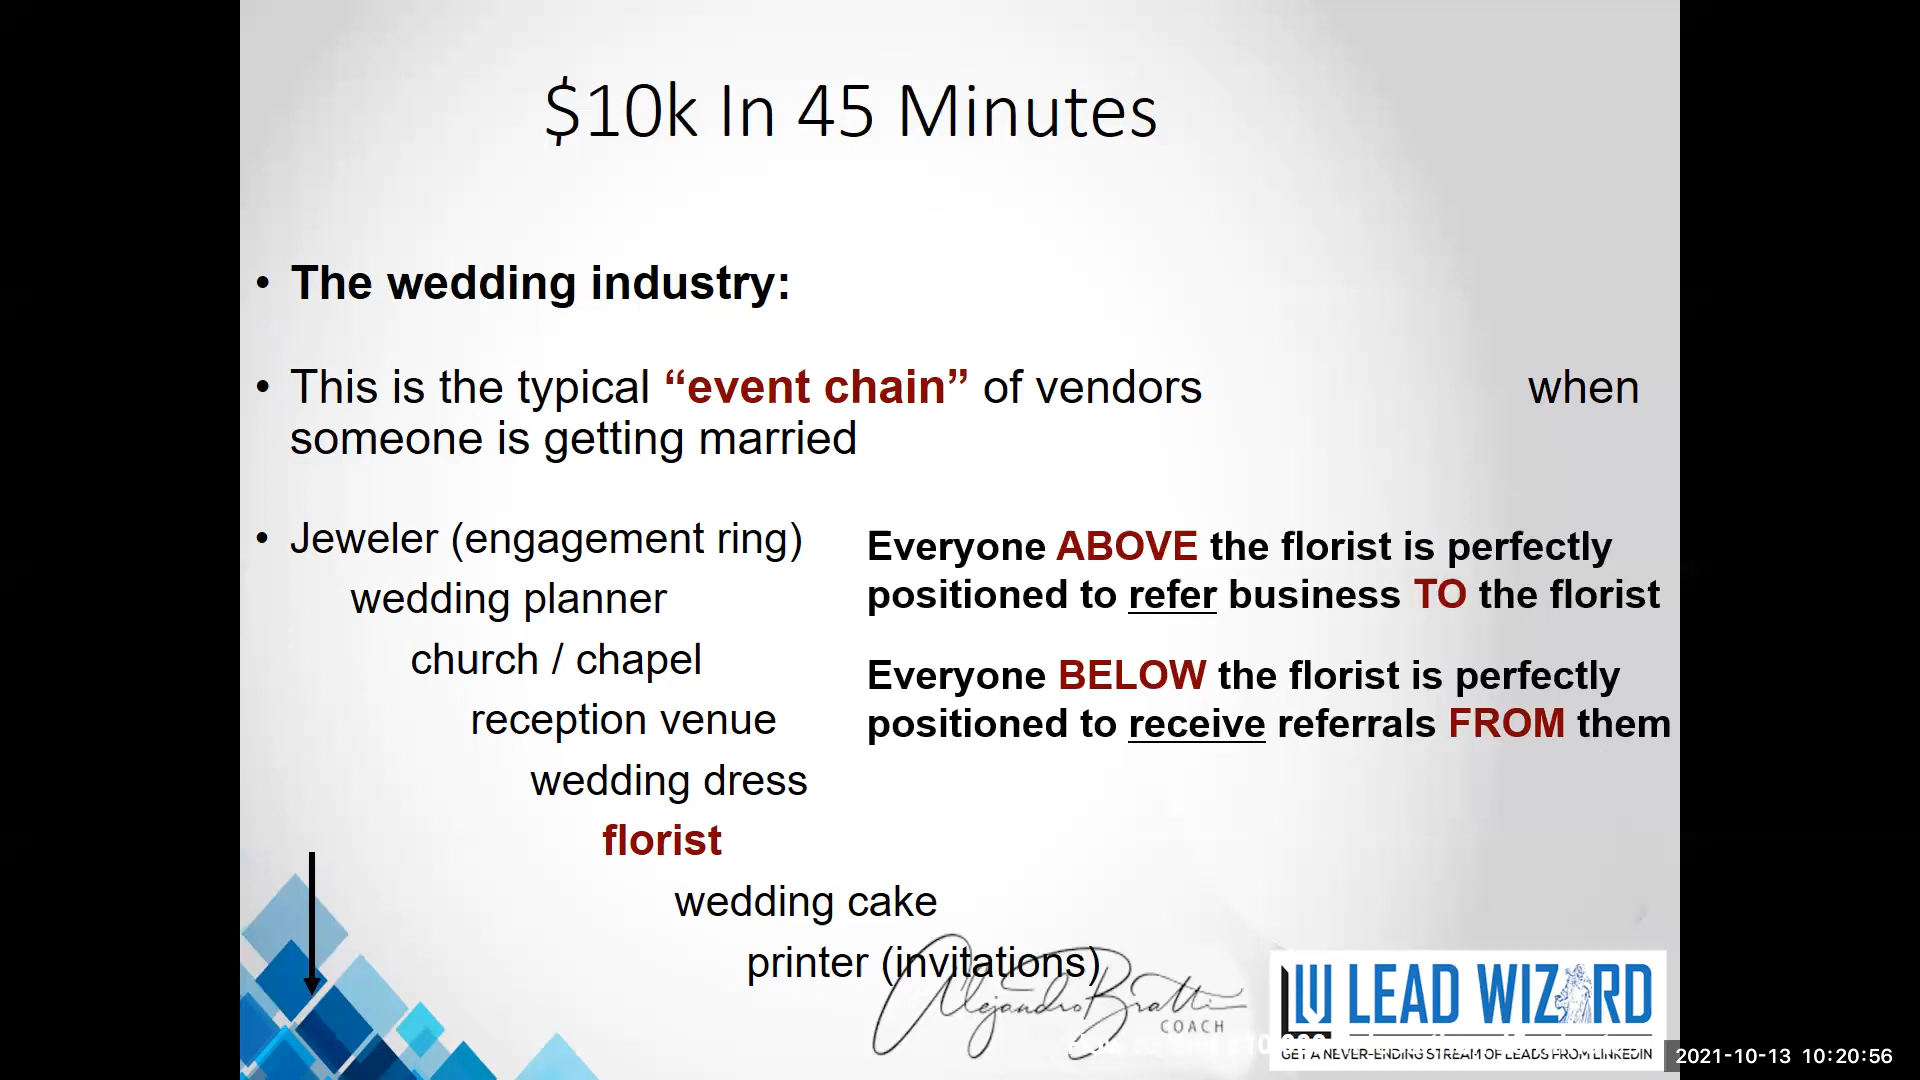 $10k In 45 Minutes
• The wedding industry:
• This is the typical “event chain” of vendors when
someone is getting married
• Jeweler (engagement ring)
wedding planner
church / chapel
reception venue
wedding dress
florist
wedding cake
printer (invitations)
Everyone ABOVE the florist is perfectly
positioned to refer business TO the florist
Everyone BELOW the florist is perfectly
positioned to receive referrals FROM them
Alejandro Bratti
COACH
LEAD WIZARD
GET A NEVER-ENDING STREAM OF LEADS FROM LINKEDIN
2021-10-13 10:20:56